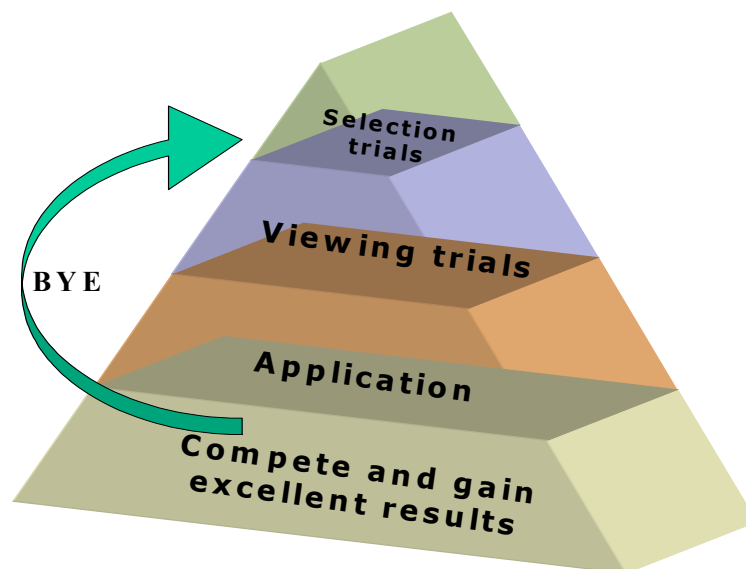 Selection
trials
Viewing trials
BYE
Application
Compete and gain
excellent results